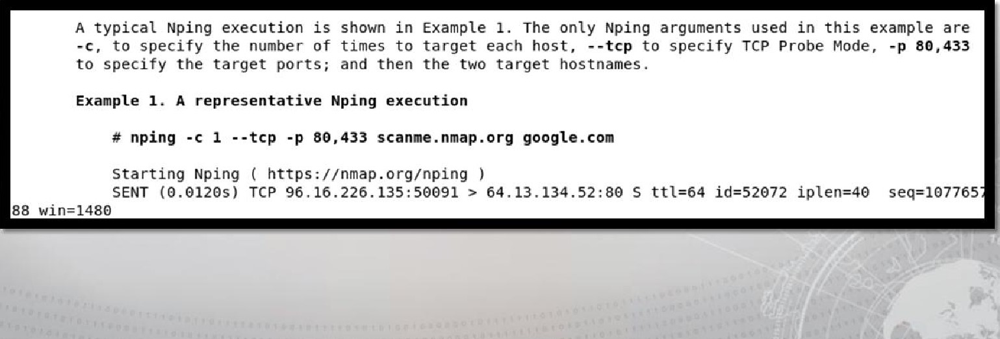 A typical Nping execution is shown in Example 1. The only Nping arguments used in this example are
-c, to specify the number of times to target each host, --tcp to specify TCP Probe Mode, -p 80,433
to specify the target ports; and then the two target hostnames.
Example 1. A representative Nping execution
# nping -c 1 --tcp -p 80,433 scanme.nmap.org google.com
Starting Nping ( https://nmap.org/nping )
SENT (0.0120s) TCP 96.16.226.135:50091 > 64.13.134.52:80 S ttl=64 id=52072 iplen=40  seq=1077657
88 win=1480